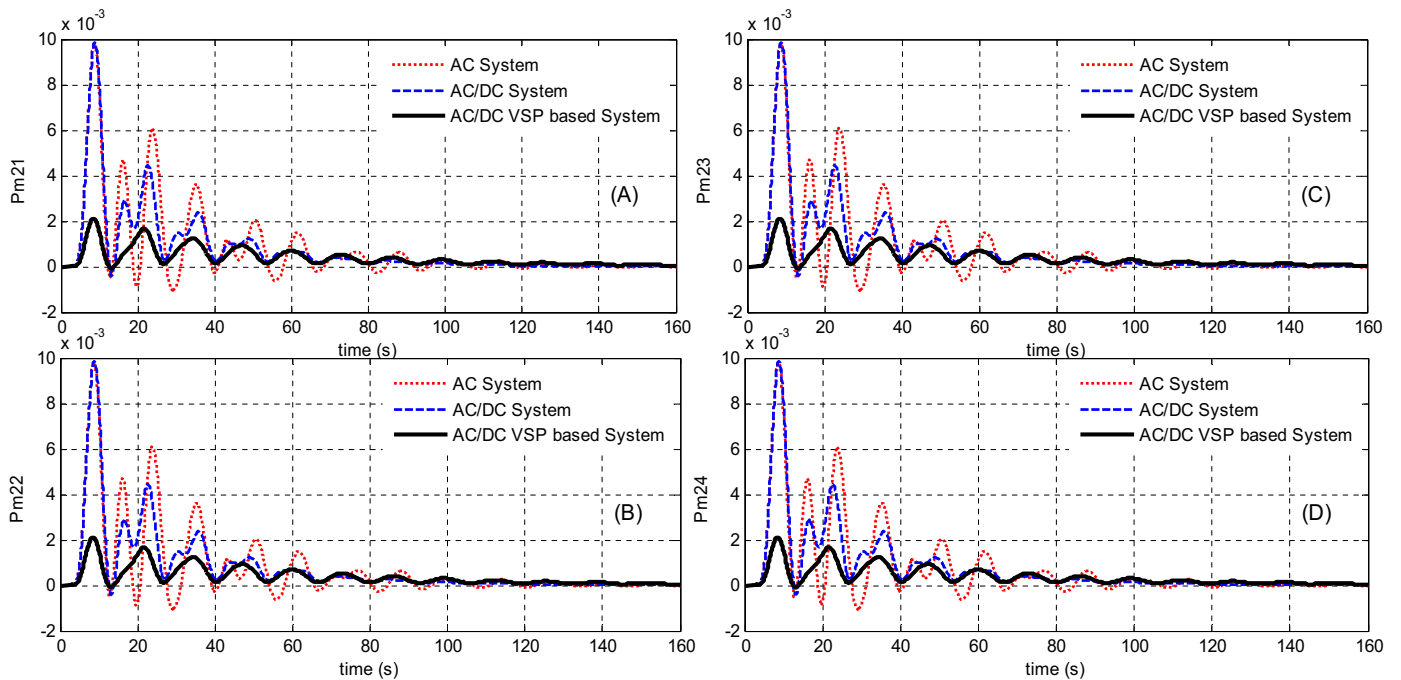 x 10-3
10
8
6
4
2
0
-2
Pm21
AC System
AC/DC System
AC/DC VSP based System
(A)
0 20 40 60 80 100 120 140 160
time (s)
x 10-3
10
8
6
4
2
0
-2
Pm23
AC System
AC/DC System
AC/DC VSP based System
(C)
0 20 40 60 80 100 120 140 160
time (s)
x 10-3
10
8
6
4
2
0
-2
Pm22
AC System
AC/DC System
AC/DC VSP based System
(B)
0 20 40 60 80 100 120 140 160
time (s)
x 10-3
10
8
6
4
2
0
-2
Pm24
AC System
AC/DC System
AC/DC VSP based System
(D)
0 20 40 60 80 100 120 140 160
time (s)